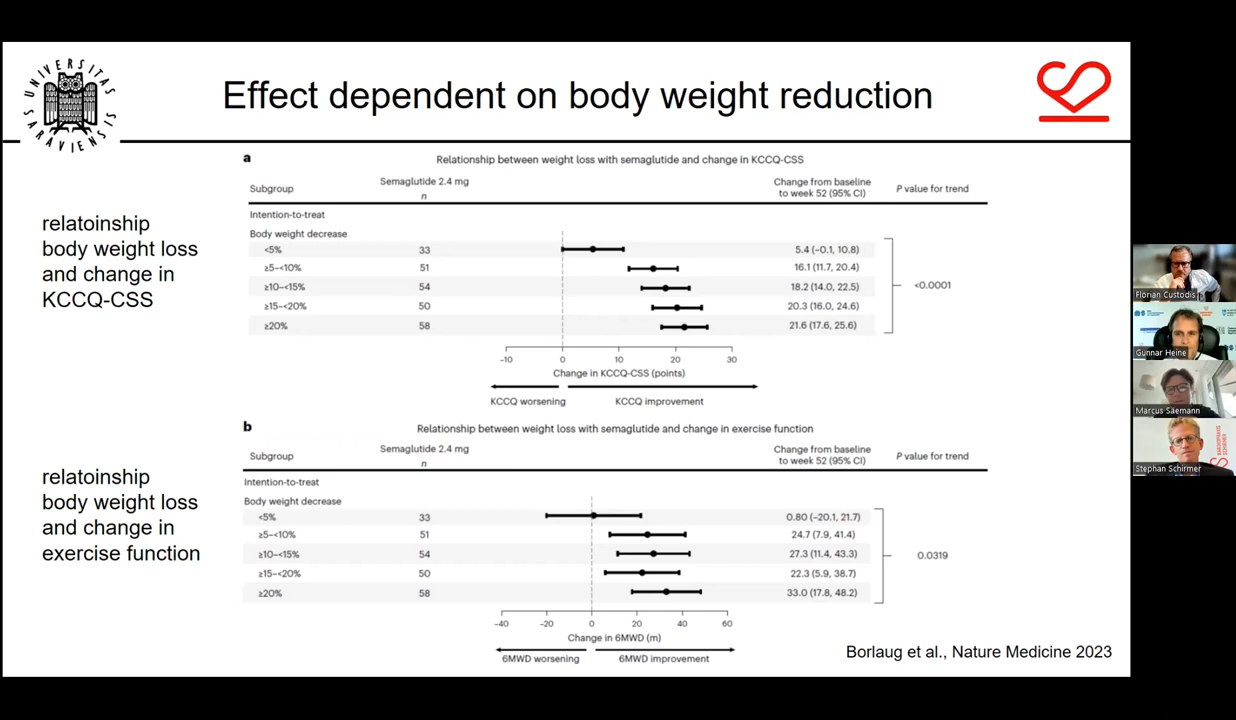 UNIVERSITAS
SARAVIENSIS
Effect dependent on body weight reduction
relatoinship
body weight loss
and change in
KCCQ-CSS
a
Relationship between weight loss with semaglutide and change in KCCQ-CSS
Subgroup
Semaglutide 2.4 mg
n
Change from baseline
to week 52 (95% CI)
P value for trend
Intention-to-treat
Body weight decrease
<5% 33 5.4 (−0.1, 10.8)
≥5–<10% 51 16.1 (11.7, 20.4)
≥10–<15% 54 18.2 (14.0, 22.5) <0.0001
≥15–<20% 50 20.3 (16.0, 24.6)
≥20% 58 21.6 (17.6, 25.6)
−10 0 10 20 30
Change in KCCQ-CSS (points)
KCCQ worsening KCCQ improvement
relatoinship
body weight loss
and change in
exercise function
b
Relationship between weight loss with semaglutide and change in exercise function
Subgroup
Semaglutide 2.4 mg
n
Change from baseline
to week 52 (95% CI)
P value for trend
Intention-to-treat
Body weight decrease
<5% 33 0.80 (−20.1, 21.7)
≥5–<10% 51 24.7 (7.9, 41.4)
≥10–<15% 54 27.3 (11.4, 43.3) 0.0319
≥15–<20% 50 22.3 (5.9, 38.7)
≥20% 58 33.0 (17.8, 48.2)
−40 −20 0 20 40 60
Change in 6MWD (m)
6MWD worsening 6MWD improvement
Borlaug et al., Nature Medicine 2023
Florian Custodis
Gunnar Heine
Marcus Säemann
Stephan Schirmer
KARDIOPRAXIS
SCHIRMER